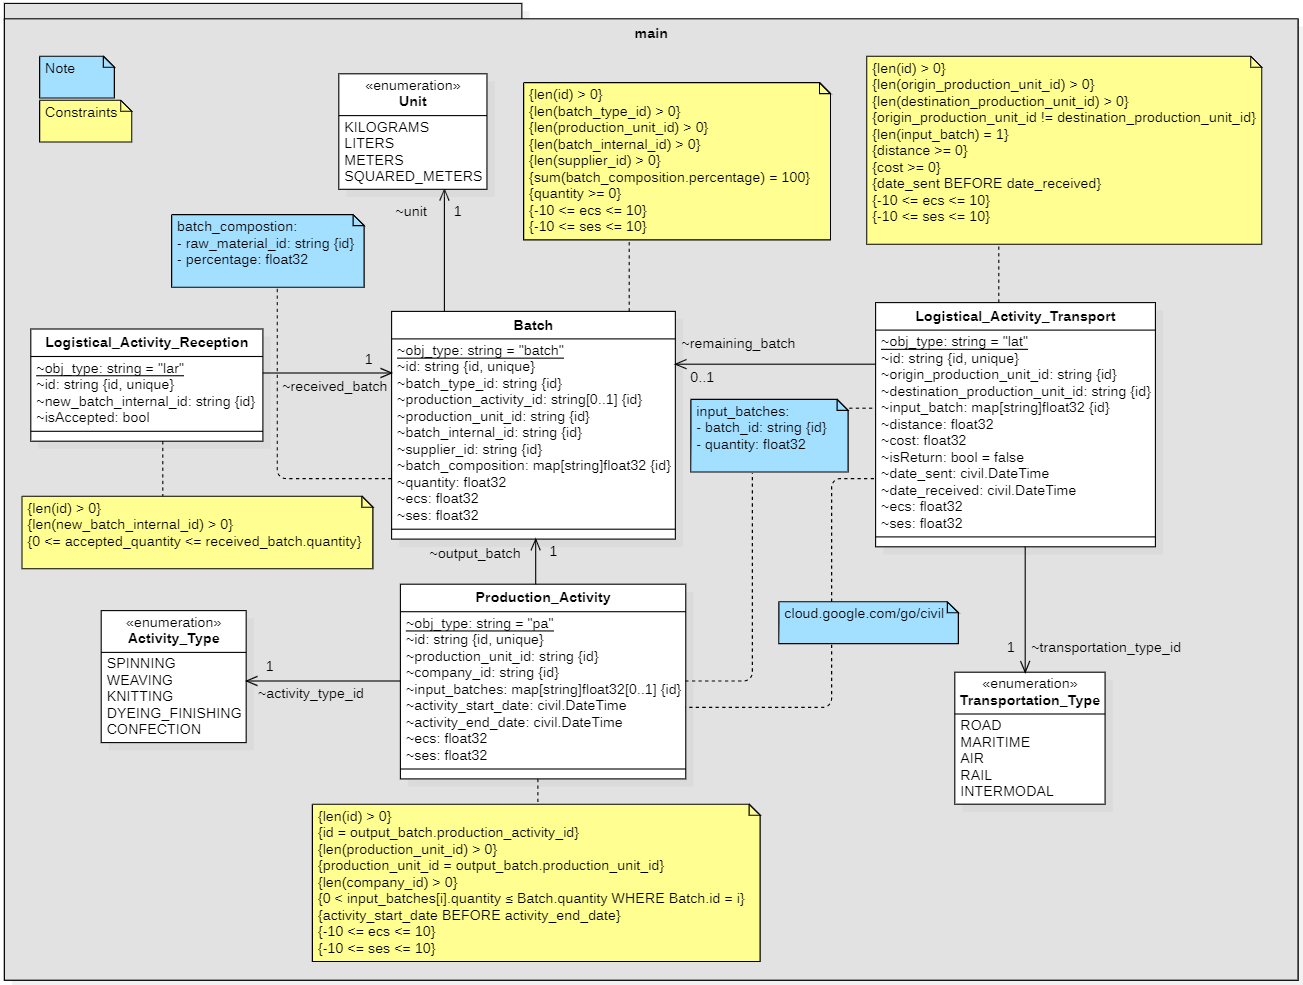 main
Note
Constraints
«enumeration»
Unit
KILOGRAMS
LITERS
METERS
SQUARED_METERS
{len(id) > 0}
{len(batch_type_id) > 0}
{len(production_unit_id) > 0}
{len(batch_internal_id) > 0}
{len(supplier_id) > 0}
{sum(batch_composition.percentage) = 100}
{quantity >= 0}
{-10 <= ecs <= 10}
{-10 <= ses <= 10}
{len(id) > 0}
{len(origin_production_unit_id) > 0}
{len(destination_production_unit_id) > 0}
{origin_production_unit_id != destination_production_unit_id}
{len(input_batch) = 1}
{distance >= 0}
{cost >= 0}
{date_sent BEFORE date_received}
{-10 <= ecs <= 10}
{-10 <= ses <= 10}
~unit
1
batch_compostion:
- raw_material_id: string {id}
- percentage: float32
Logistical_Activity_Reception
~obj_type: string = "lar"
~id: string {id, unique}
~new_batch_internal_id: string {id}
~isAccepted: bool
1
~received_batch
Batch
~obj_type: string = "batch"
~id: string {id, unique}
~batch_type_id: string {id}
~production_activity_id: string[0..1] {id}
~production_unit_id: string {id}
~batch_internal_id: string {id}
~supplier_id: string {id}
~batch_composition: map[string]float32 {id}
~quantity: float32
~ecs: float32
~ses: float32
~remaining_batch
0..1
Logistical_Activity_Transport
~obj_type: string = "lat"
~id: string {id, unique}
~origin_production_unit_id: string {id}
~destination_production_unit_id: string {id}
~input_batch: map[string]float32 {id}
~distance: float32
~cost: float32
~isReturn: bool = false
~date_sent: civil.DateTime
~date_received: civil.DateTime
~ecs: float32
~ses: float32
input_batches:
- batch_id: string {id}
- quantity: float32
{len(id) > 0}
{len(new_batch_internal_id) > 0}
{0 <= accepted_quantity <= received_batch.quantity}
~output_batch
1
Production_Activity
~obj_type: string = "pa"
~id: string {id, unique}
~production_unit_id: string {id}
~company_id: string {id}
~input_batches: map[string]float32[0..1] {id}
~activity_start_date: civil.DateTime
~activity_end_date: civil.DateTime
~ecs: float32
~ses: float32
cloud.google.com/go/civil
«enumeration»
Activity_Type
SPINNING
WEAVING
KNITTING
DYEING_FINISHING
CONFECTION
1
~activity_type_id
1
~transportation_type_id
«enumeration»
Transportation_Type
ROAD
MARITIME
AIR
RAIL
INTERMODAL
{len(id) > 0}
{id = output_batch.production_activity_id}
{len(production_unit_id) > 0}
{production_unit_id = output_batch.production_unit_id}
{len(company_id) > 0}
{0 < input_batches[i].quantity ≤ Batch.quantity WHERE Batch.id = i}
{activity_start_date BEFORE activity_end_date}
{-10 <= ecs <= 10}
{-10 <= ses <= 10}